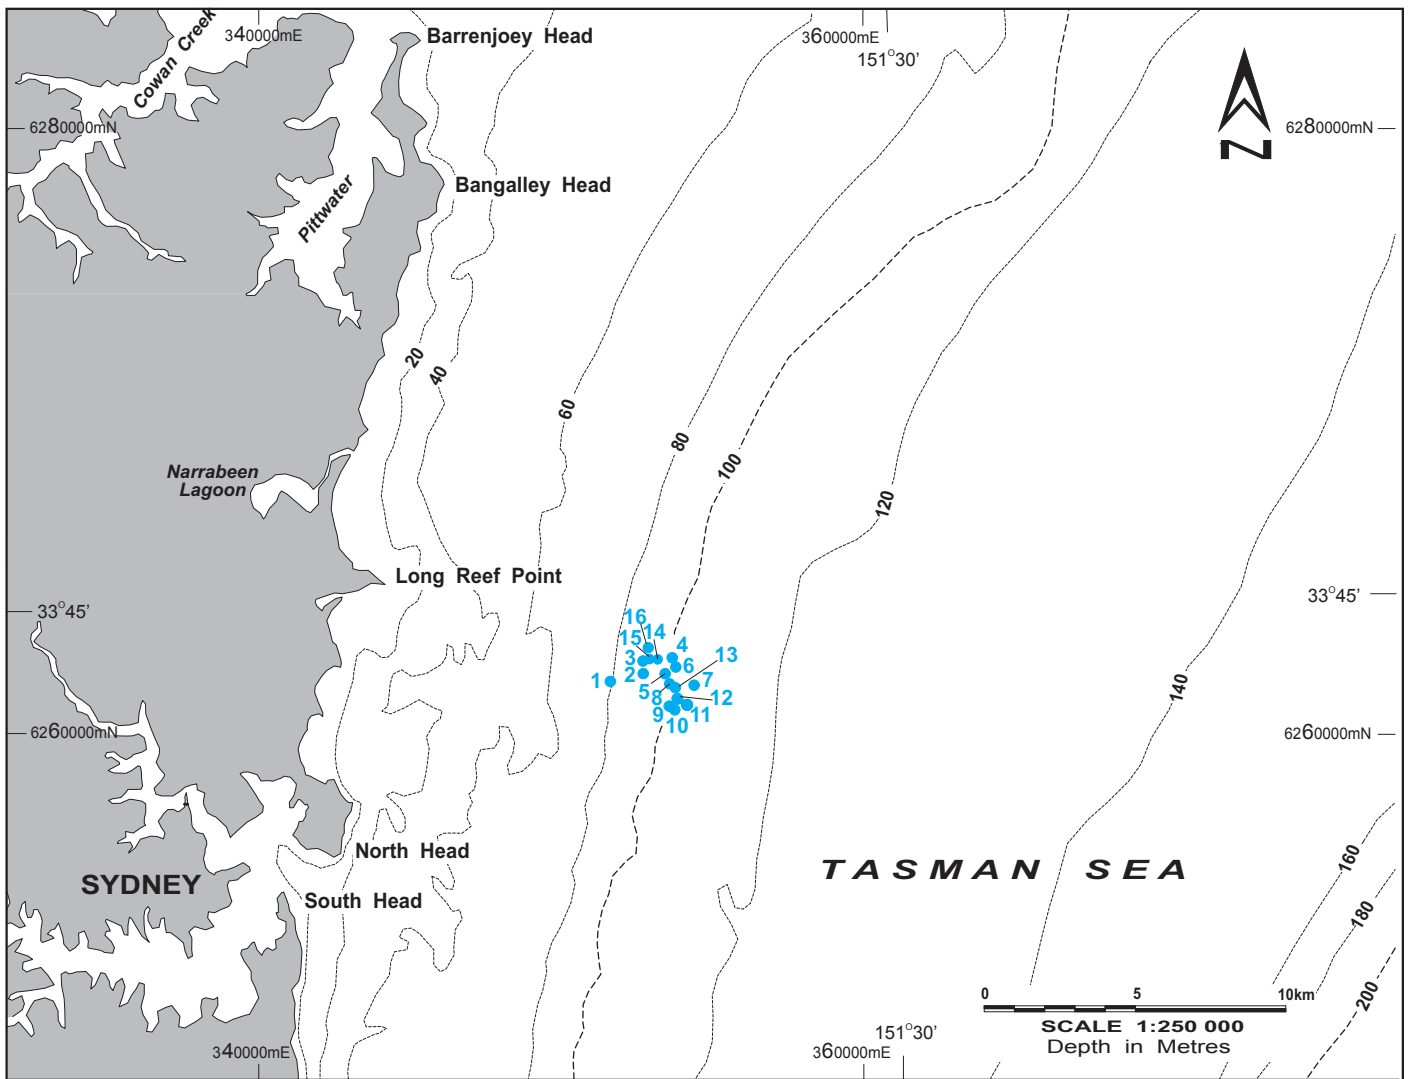 Cowan Creek
340000mE
Barrenjoey Head
360000mE
151°30'
6280000mN
6280000mN
N
Bangalley Head
Pittwater
20
40
60
80
100
120
140
Narrabeen
Lagoon
Long Reef Point
33°45'
33°45'
16
15
14
3
4
13
6
2
1
5
8
7
12
9
11
10
6260000mN
6260000mN
North Head
SYDNEY
South Head
TASMAN SEA
160
180
200
0 5 10km
SCALE 1:250 000
Depth in Metres
340000mE
360000mE
151°30'